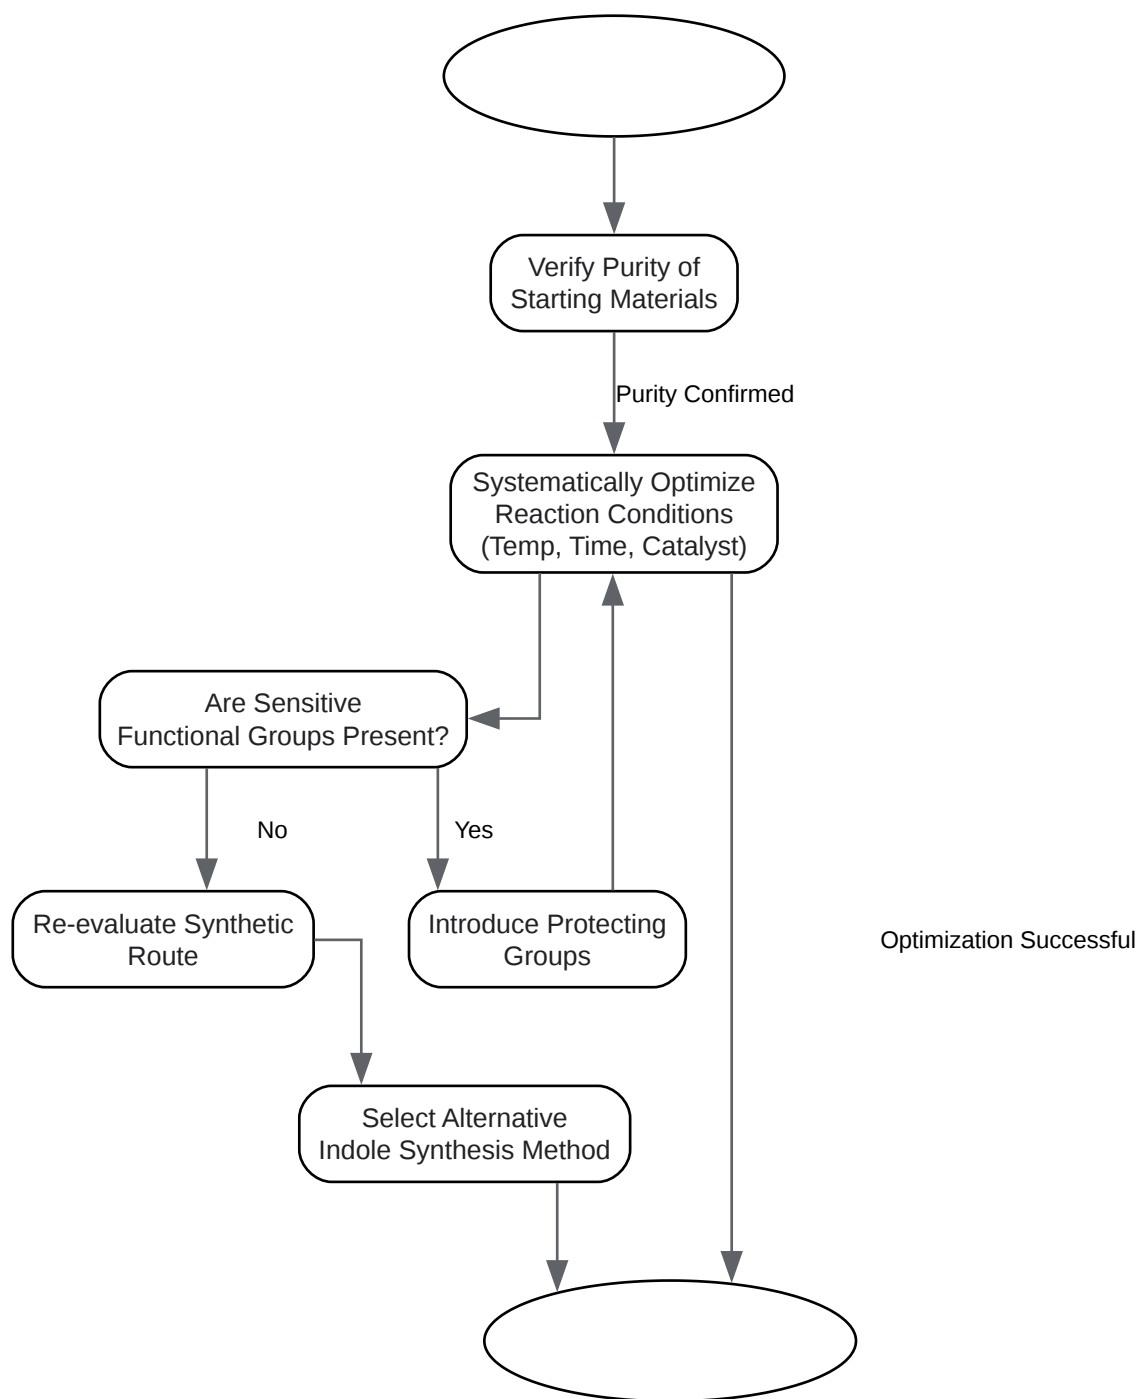 Verify Purity of
Starting Materials
Purity Confirmed
Systematically Optimize
Reaction Conditions
(Temp, Time, Catalyst)
Are Sensitive
Functional Groups Present?
No
Yes
Re-evaluate Synthetic
Route
Introduce Protecting
Groups
Optimization Successful
Select Alternative
Indole Synthesis Method